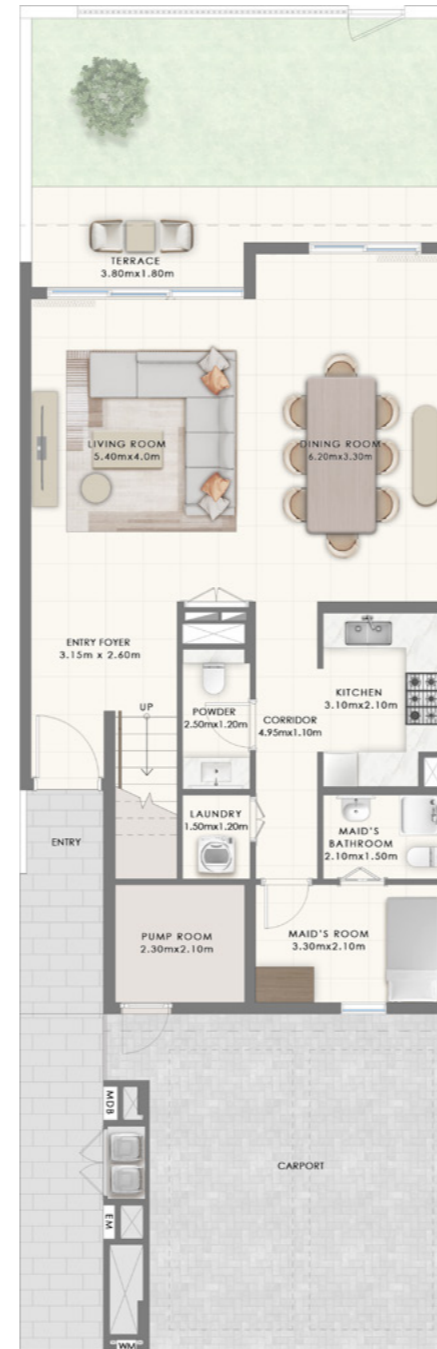 TERRACE
3.80mx1.80m
LIVING ROOM
5.40mx4.0m
DINING ROOM
6.20mx3.30m
ENTRY FOYER
3.15m x 2.60m
UP
POWDER
2.50mx1.20m
CORRIDOR
4.95mx1.10m
KITCHEN
3.10mx2.10m
LAUNDRY
1.50mx1.20m
MAID'S
BATHROOM
2.10mx1.50m
ENTRY
PUMP ROOM
2.30mx2.10m
MAID'S ROOM
3.30mx2.10m
MDB
CARPORT
EM
WM